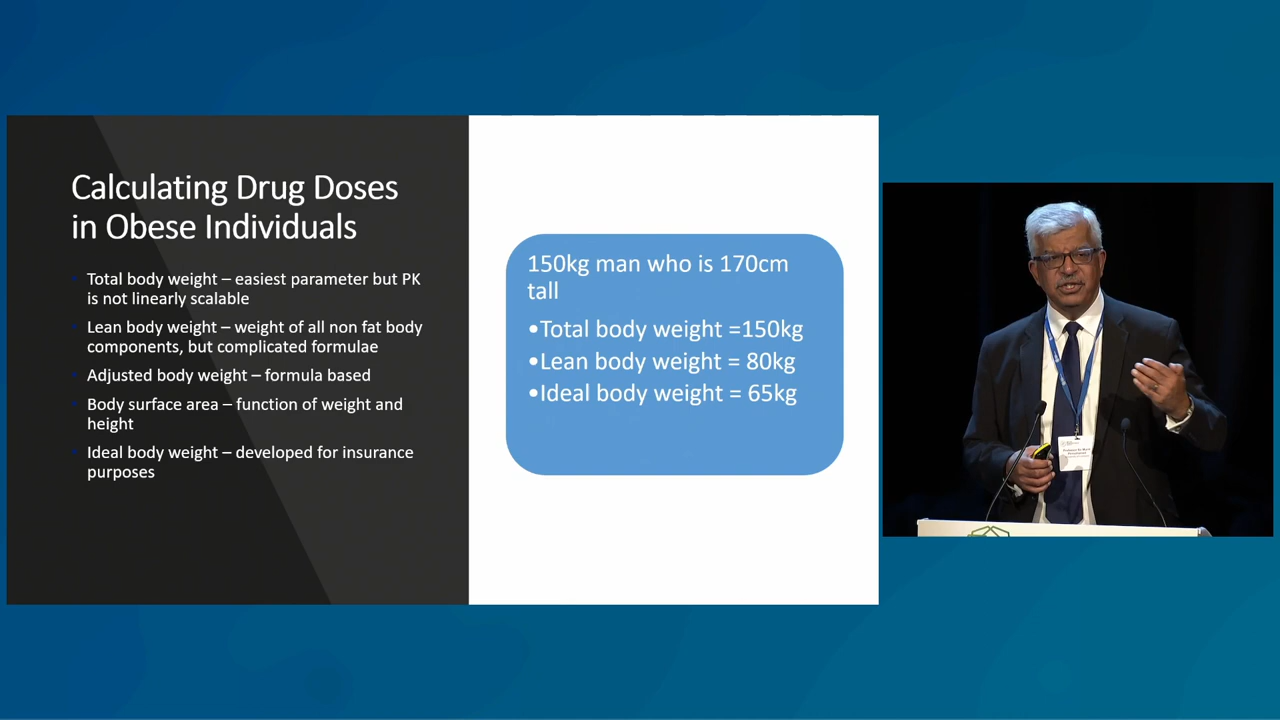 Calculating Drug Doses
in Obese Individuals
Total body weight – easiest parameter but PK
is not linearly scalable
Lean body weight – weight of all non fat body
components, but complicated formulae
Adjusted body weight – formula based
Body surface area – function of weight and
height
Ideal body weight – developed for insurance
purposes
150kg man who is 170cm
tall
•Total body weight =150kg
•Lean body weight = 80kg
•Ideal body weight = 65kg